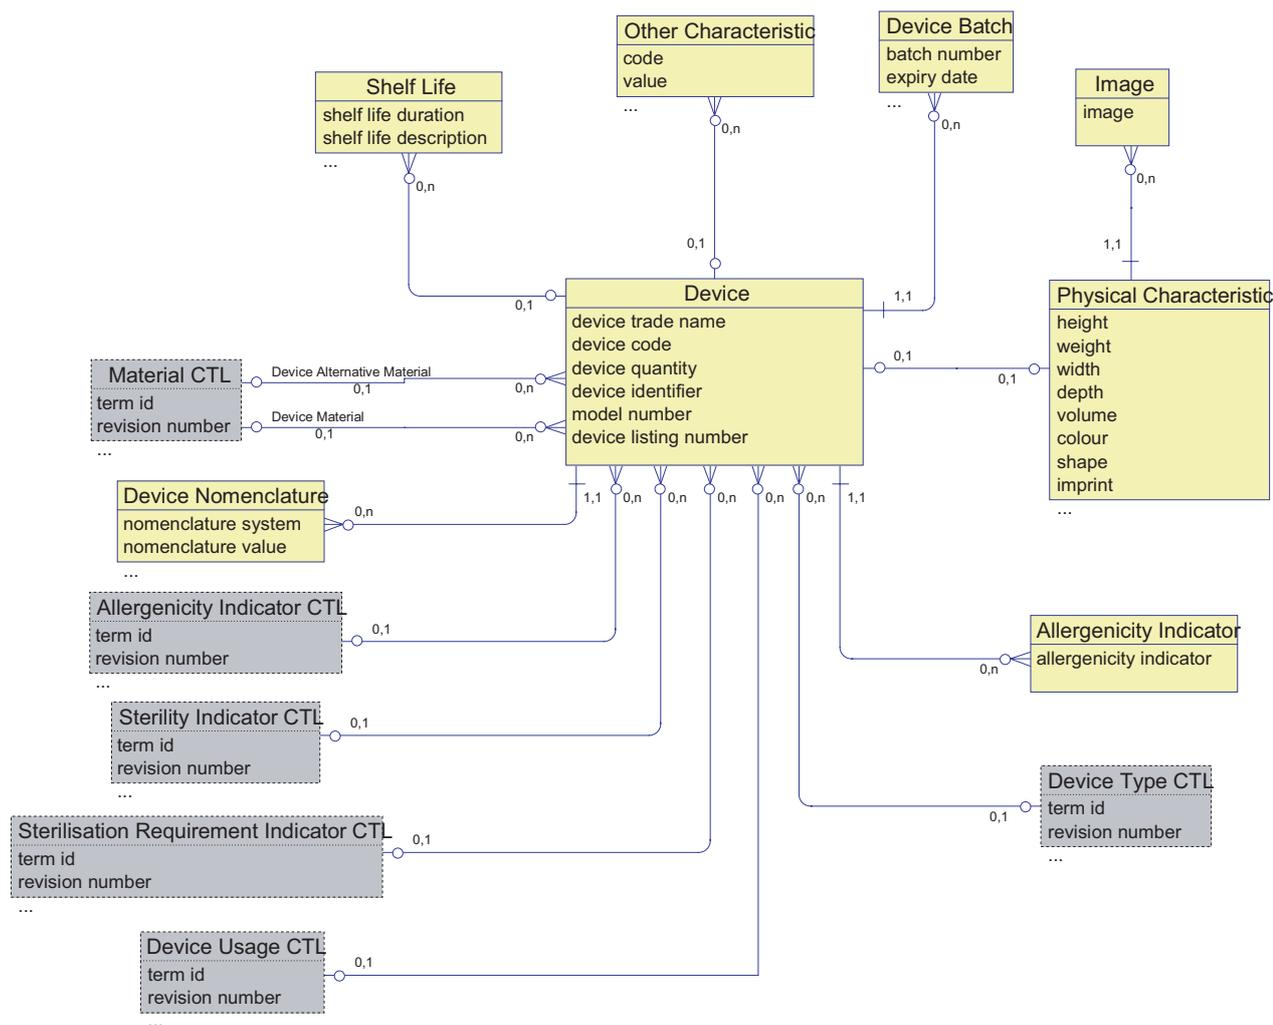 Other Characteristic
code
value
...
0,n
0,1
Device Batch
batch number
expiry date
...
0,n
1,1
Shelf Life
shelf life duration
shelf life description
...
0,n
0,1
Image
image
0,n
1,1
Device
device trade name
device code
device quantity
device identifier
model number
device listing number
0,1
0,1
Physical Characteristic
height
weight
width
depth
volume
colour
shape
imprint
...
Material CTL
term id
revision number
...
Device Alternative Material
0,1
0,n
Device Material
0,1
0,n
1,1
0,n
0,n
0,n
0,n
0,n
1,1
Device Nomenclature
nomenclature system
nomenclature value
...
0,n
Allergenicity Indicator CTL
term id
revision number
...
0,1
Allergenicity Indicator
allergenicity indicator
0,n
Sterility Indicator CTL
term id
revision number
...
0,1
Device Type CTL
term id
revision number
...
0,1
Sterilisation Requirement Indicator CTL
term id
revision number
...
0,1
Device Usage CTL
term id
revision number
...
0,1